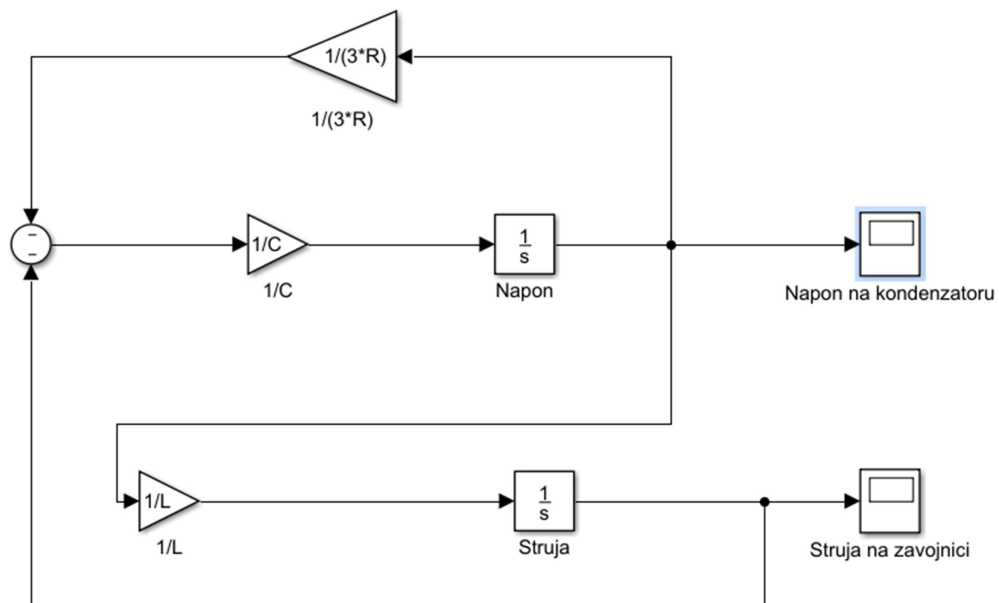 1/(3*R)
1/(3*R)
-
-
1/C
1/C
1
s
Napon
Napon na kondenzatoru
1/L
1/L
1
s
Struja
Struja na zavojnici